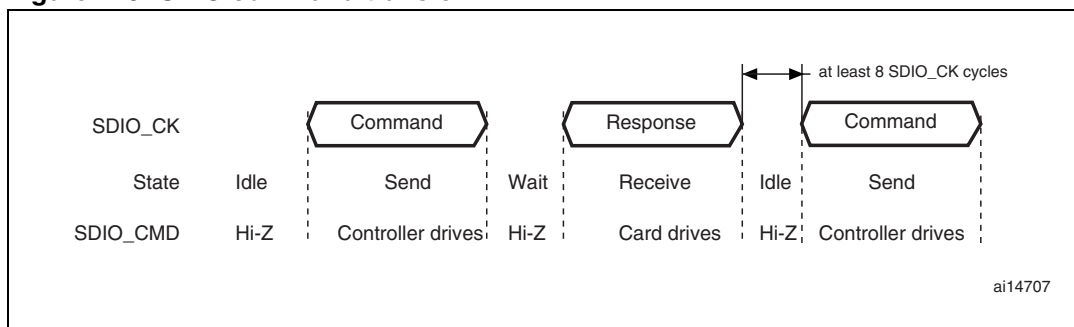 at least 8 SDIO_CK cycles
SDIO_CK Command Response Command
State Idle Send Wait Receive Idle Send
SDIO_CMD Hi-Z Controller drives Hi-Z Card drives Hi-Z Controller drives
ai14707